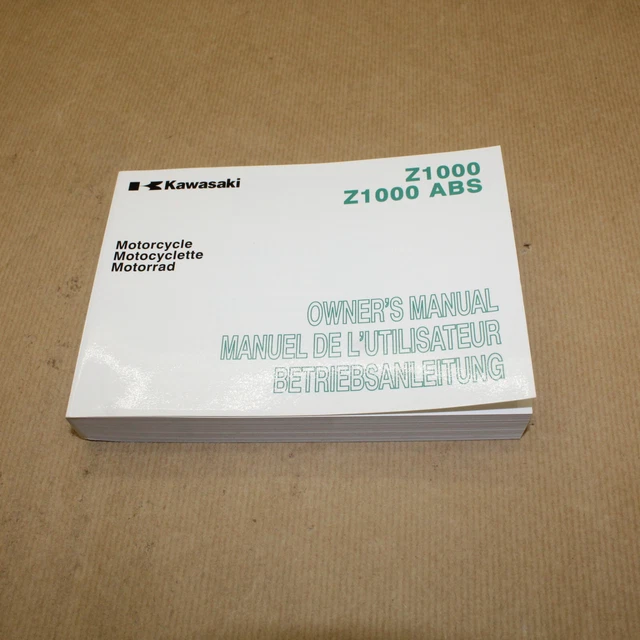 Kawasaki
Z1000
Z1000 ABS
Motorcycle
Motocyclette
Motorrad
OWNER'S MANUAL
MANUEL DE L'UTILISATEUR
BETRIEBSANLEITUNG